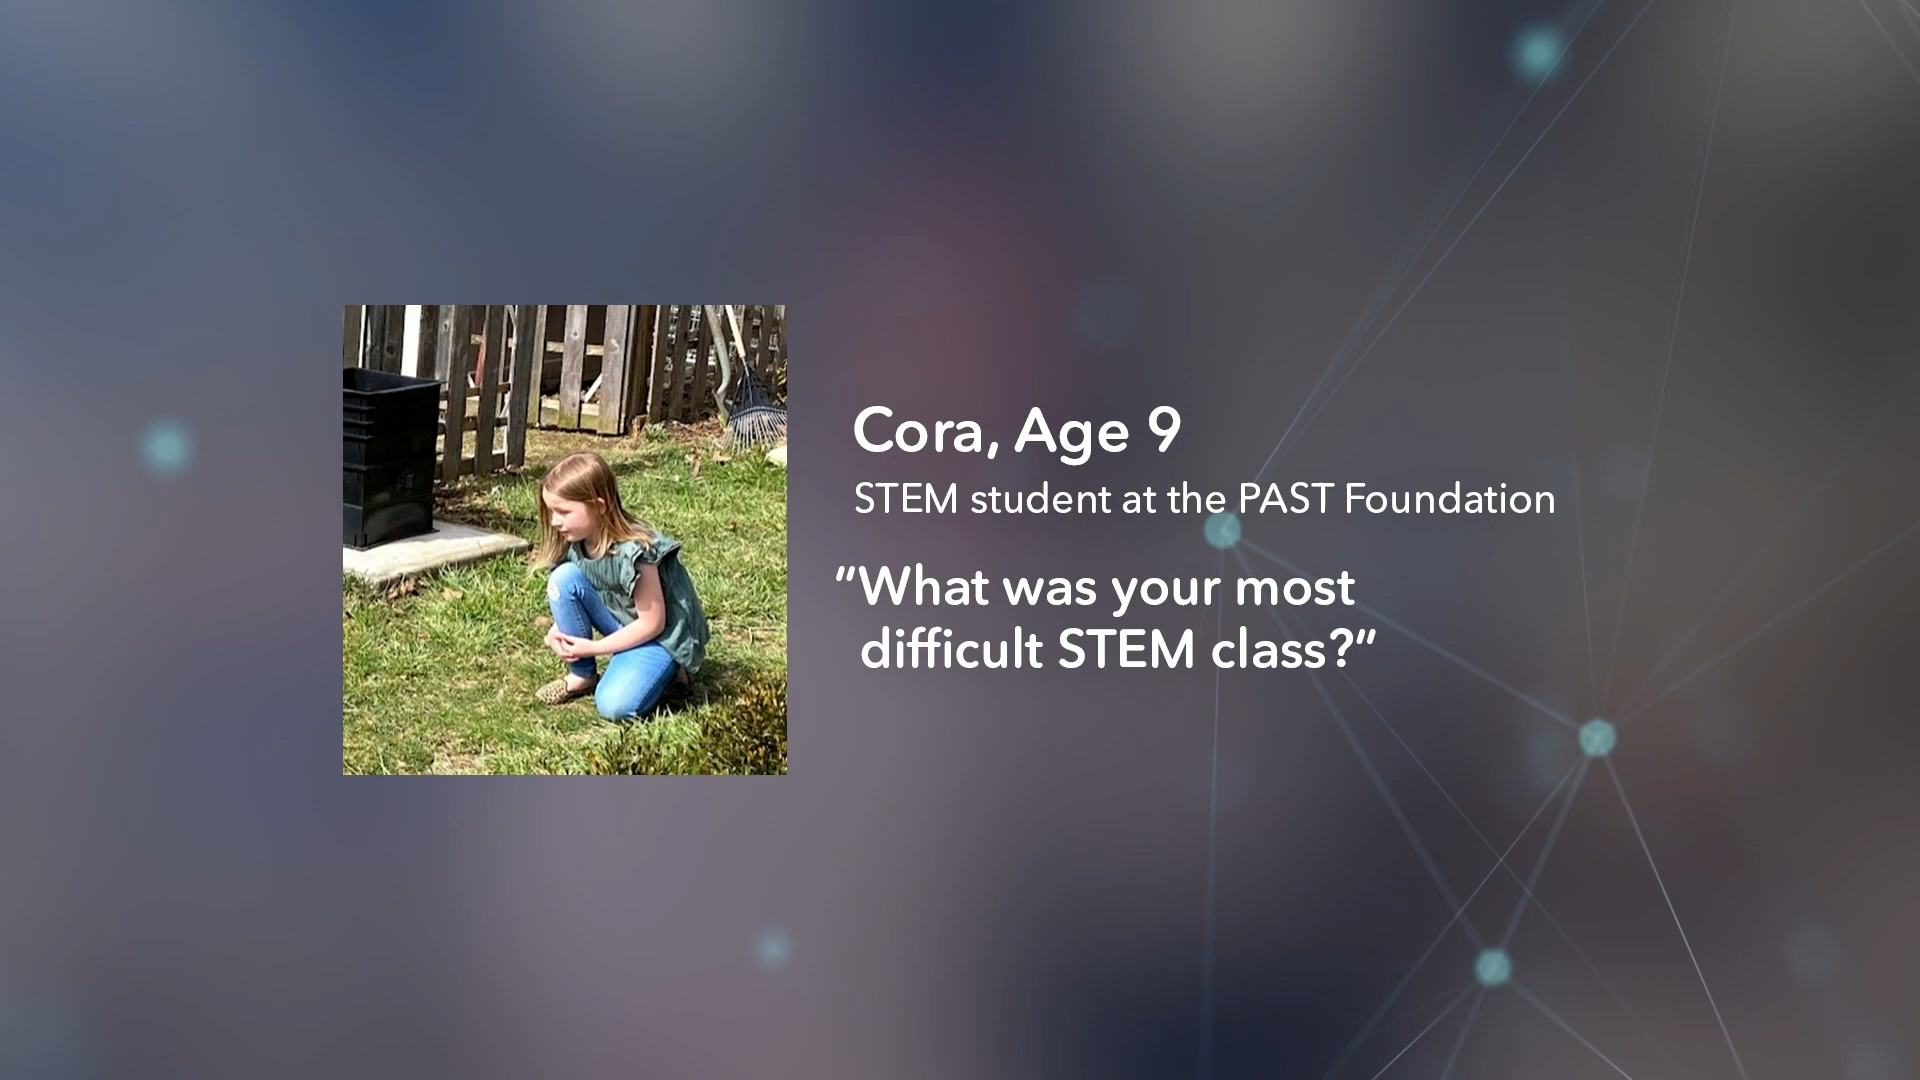 Cora, Age 9
STEM student at the PAST Foundation
"What was your most
difficult STEM class?"